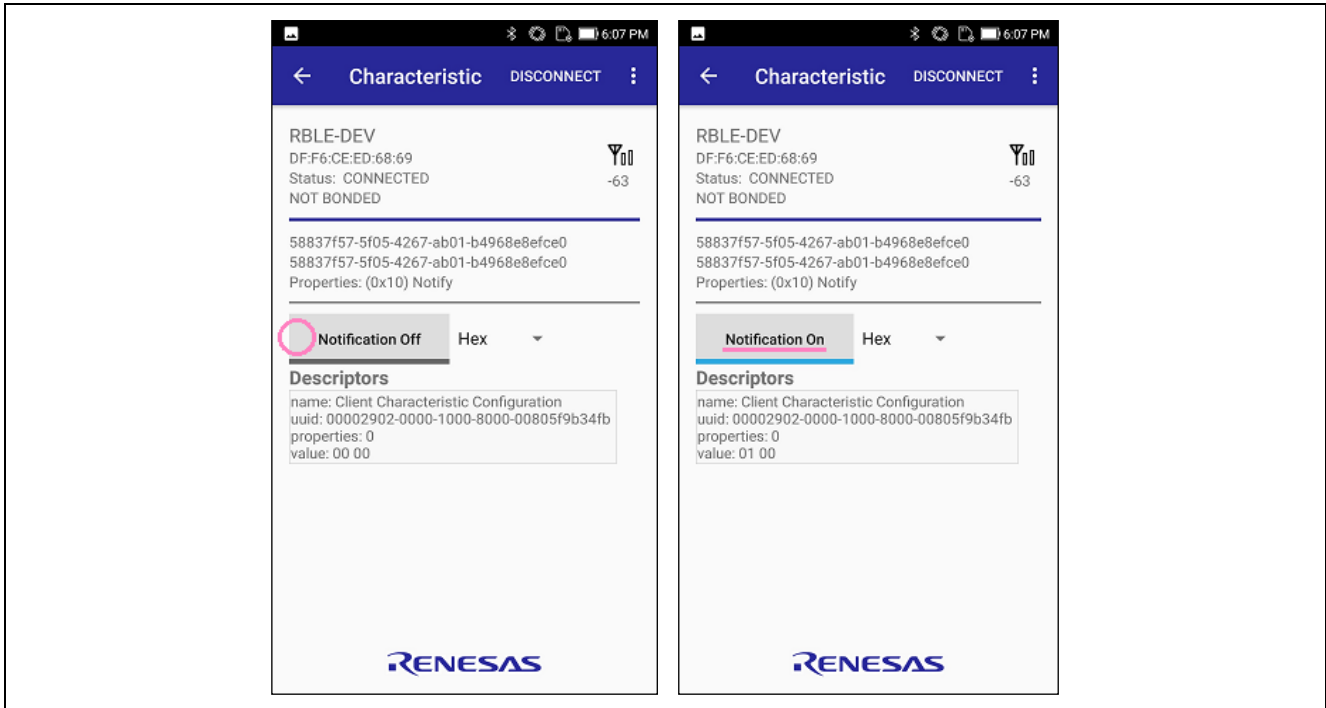 6:07 PM
Characteristic DISCONNECT
RBLE-DEV
DF:F6:CE:ED:68:69
Status: CONNECTED
-63
NOT BONDED
58837f57-5f05-4267-ab01-b4968e8efce0
58837f57-5f05-4267-ab01-b4968e8efce0
Properties: (0x10) Notify
Notification Off Hex
Descriptors
name: Client Characteristic Configuration
uuid: 00002902-0000-1000-8000-00805f9b34fb
properties: 0
value: 00 00
RENESAS
6:07 PM
Characteristic DISCONNECT
RBLE-DEV
DF:F6:CE:ED:68:69
Status: CONNECTED
-63
NOT BONDED
58837f57-5f05-4267-ab01-b4968e8efce0
58837f57-5f05-4267-ab01-b4968e8efce0
Properties: (0x10) Notify
Notification On Hex
Descriptors
name: Client Characteristic Configuration
uuid: 00002902-0000-1000-8000-00805f9b34fb
properties: 0
value: 01 00
RENESAS